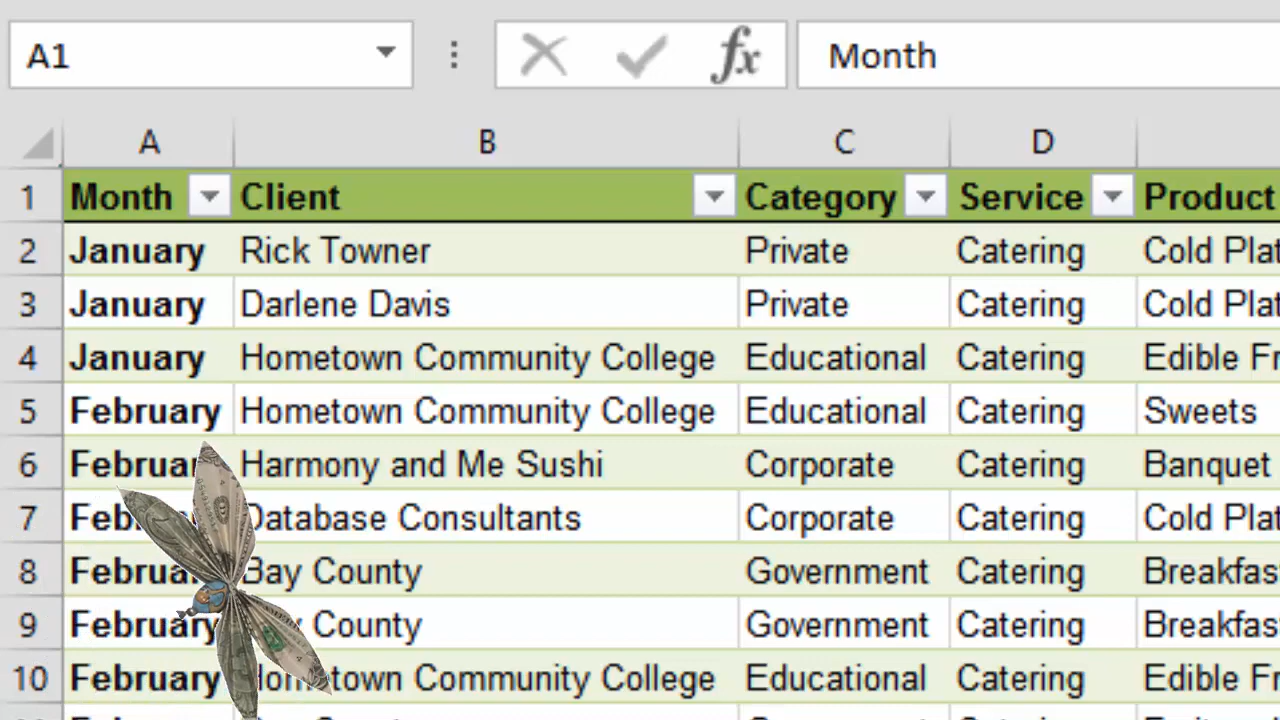 A1 fx Month
A B C D
1 Month Client Category Service Product
2 January Rick Towner Private Catering Cold Plat
3 January Darlene Davis Private Catering Cold Plat
4 January Hometown Community College Educational Catering Edible Fr
5 February Hometown Community College Educational Catering Sweets
6 Februar Harmony and Me Sushi Corporate Catering Banquet
7 Feb Database Consultants Corporate Catering Cold Plat
8 Februa Bay County Government Catering Breakfas
9 February County Government Catering Breakfas
10 February Hometown Community College Educational Catering Edible Fr